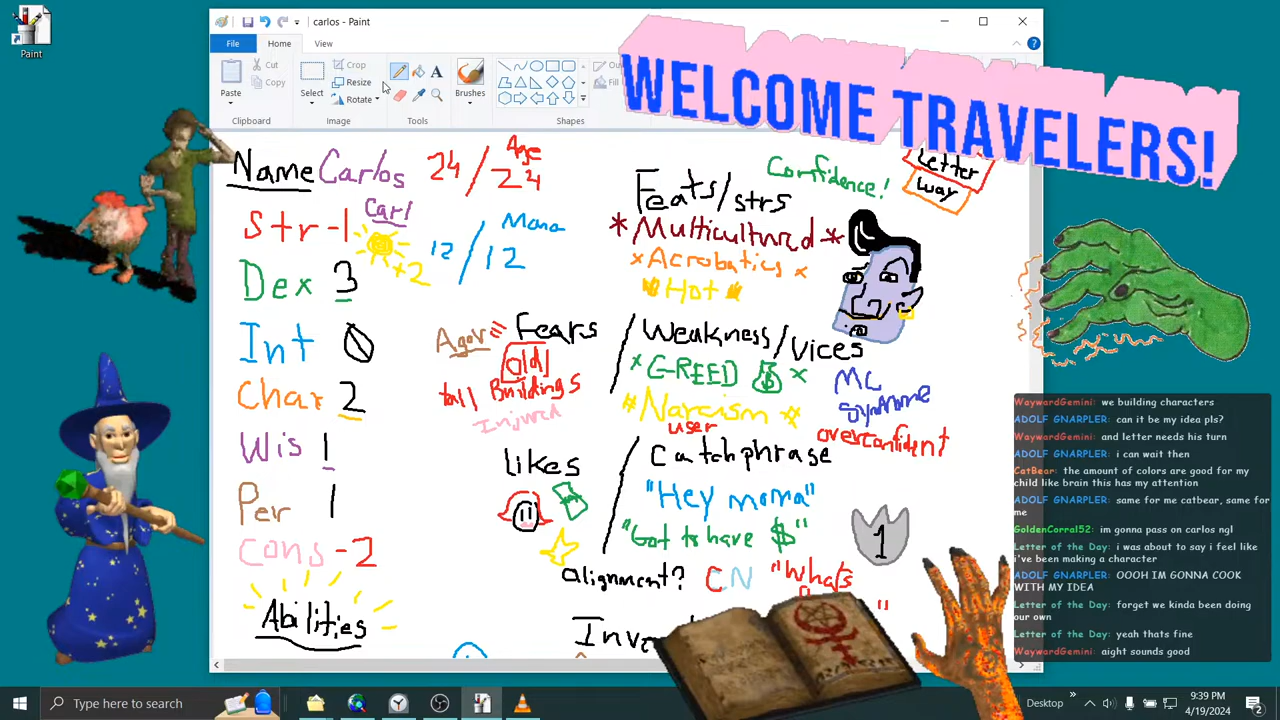 Paint
carlos - Paint
File
Home
View
Paste
Cut
Copy
Clipboard
Select
Crop
Resize
Rotate
Image
Tools
Brushes
Shapes
Fill
WELCOME TRAVELERS!
Name Carlos
24/24
Age
Carl
Str -1
+2
12/12
Mana
Dex 3
Int 0
Char 2
Wis 1
Per 1
Cons -2
Abilities
Feats/strs
Confidence!
Letter
Way
*Multicultured*
x Acrobatics x
Hot
Agor
Fears
Old
tall Buildings
Injured
Weakness/Vices
x GREED $ x
Narcism
user
MC
Syndrome
overconfident
likes
Catchphrase
"Hey mama"
"Got to have $"
1
alignment? CN
"Whats
WaywardGemini: we building characters
ADOLF GNARPLER: can it be my idea pls?
WaywardGemini: and letter needs his turn
ADOLF GNARPLER: i can wait then
CatBear: the amount of colors are good for my
child like brain this has my attention
ADOLF GNARPLER: same for me catbear, same for
me
GoldenCorral52: im gonna pass on carlos ngl
Letter of the Day: i was about to say i feel like
i've been making a character
ADOLF GNARPLER: OOOH IM GONNA COOK
WITH MY IDEA
Letter of the Day: forget we kinda been doing
our own
Letter of the Day: yeah thats fine
WaywardGemini: aight sounds good
Type here to search
Desktop
9:39 PM
4/19/2024
2